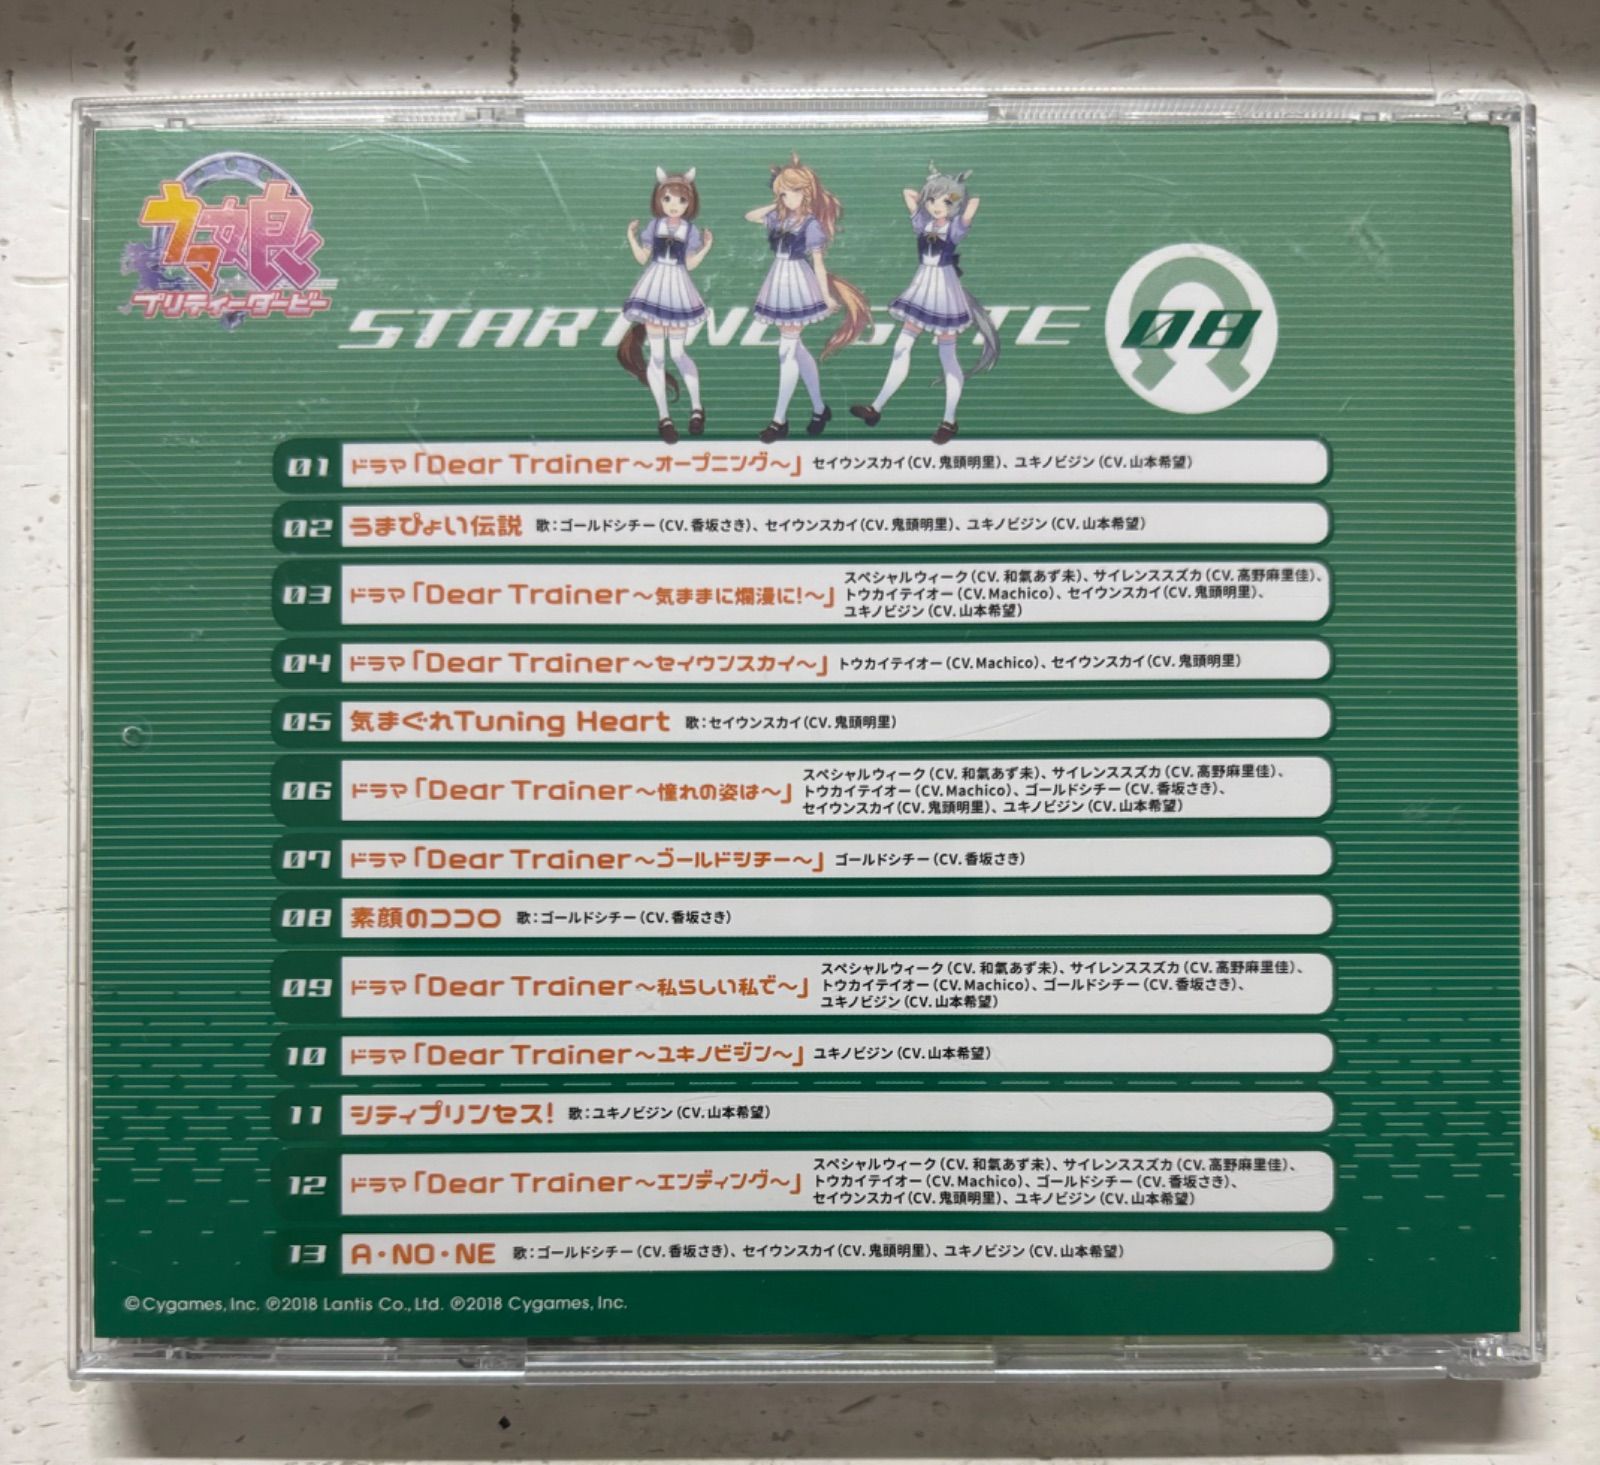 ウマ娘
プリティーダービー
STARTING GATE 08
01 ドラマ「Dear Trainer～オープニング～」 セイウンスカイ（CV. 鬼頭明里）、ユキノビジン（CV. 山本希望）
02 うまぴょい伝説 歌：ゴールドシチー（CV. 香坂さき）、セイウンスカイ（CV. 鬼頭明里）、ユキノビジン（CV. 山本希望）
03 ドラマ「Dear Trainer～気ままに爛漫に!～」 スペシャルウィーク（CV. 和氣あず未）、サイレンススズカ（CV. 高野麻里佳）、
トウカイテイオー（CV. Machico）、セイウンスカイ（CV. 鬼頭明里）、
ユキノビジン（CV. 山本希望）
04 ドラマ「Dear Trainer～セイウンスカイ～」 トウカイテイオー（CV. Machico）、セイウンスカイ（CV. 鬼頭明里）
05 気まぐれTuning Heart 歌：セイウンスカイ（CV. 鬼頭明里）
06 ドラマ「Dear Trainer～憧れの姿は～」 スペシャルウィーク（CV. 和氣あず未）、サイレンススズカ（CV. 高野麻里佳）、
トウカイテイオー（CV. Machico）、ゴールドシチー（CV. 香坂さき）、
セイウンスカイ（CV. 鬼頭明里）、ユキノビジン（CV. 山本希望）
07 ドラマ「Dear Trainer～ゴールドシチー～」 ゴールドシチー（CV. 香坂さき）
08 素顔のココロ 歌：ゴールドシチー（CV. 香坂さき）
09 ドラマ「Dear Trainer～私らしい私で～」 スペシャルウィーク（CV. 和氣あず未）、サイレンススズカ（CV. 高野麻里佳）、
トウカイテイオー（CV. Machico）、ゴールドシチー（CV. 香坂さき）、
ユキノビジン（CV. 山本希望）
10 ドラマ「Dear Trainer～ユキノビジン～」 ユキノビジン（CV. 山本希望）
11 シティプリンセス! 歌：ユキノビジン（CV. 山本希望）
12 ドラマ「Dear Trainer～エンディング～」 スペシャルウィーク（CV. 和氣あず未）、サイレンススズカ（CV. 高野麻里佳）、
トウカイテイオー（CV. Machico）、ゴールドシチー（CV. 香坂さき）、
セイウンスカイ（CV. 鬼頭明里）、ユキノビジン（CV. 山本希望）
13 A・NO・NE 歌：ゴールドシチー（CV. 香坂さき）、セイウンスカイ（CV. 鬼頭明里）、ユキノビジン（CV. 山本希望）
©Cygames, Inc. ℗2018 Lantis Co., Ltd. ℗2018 Cygames, Inc.